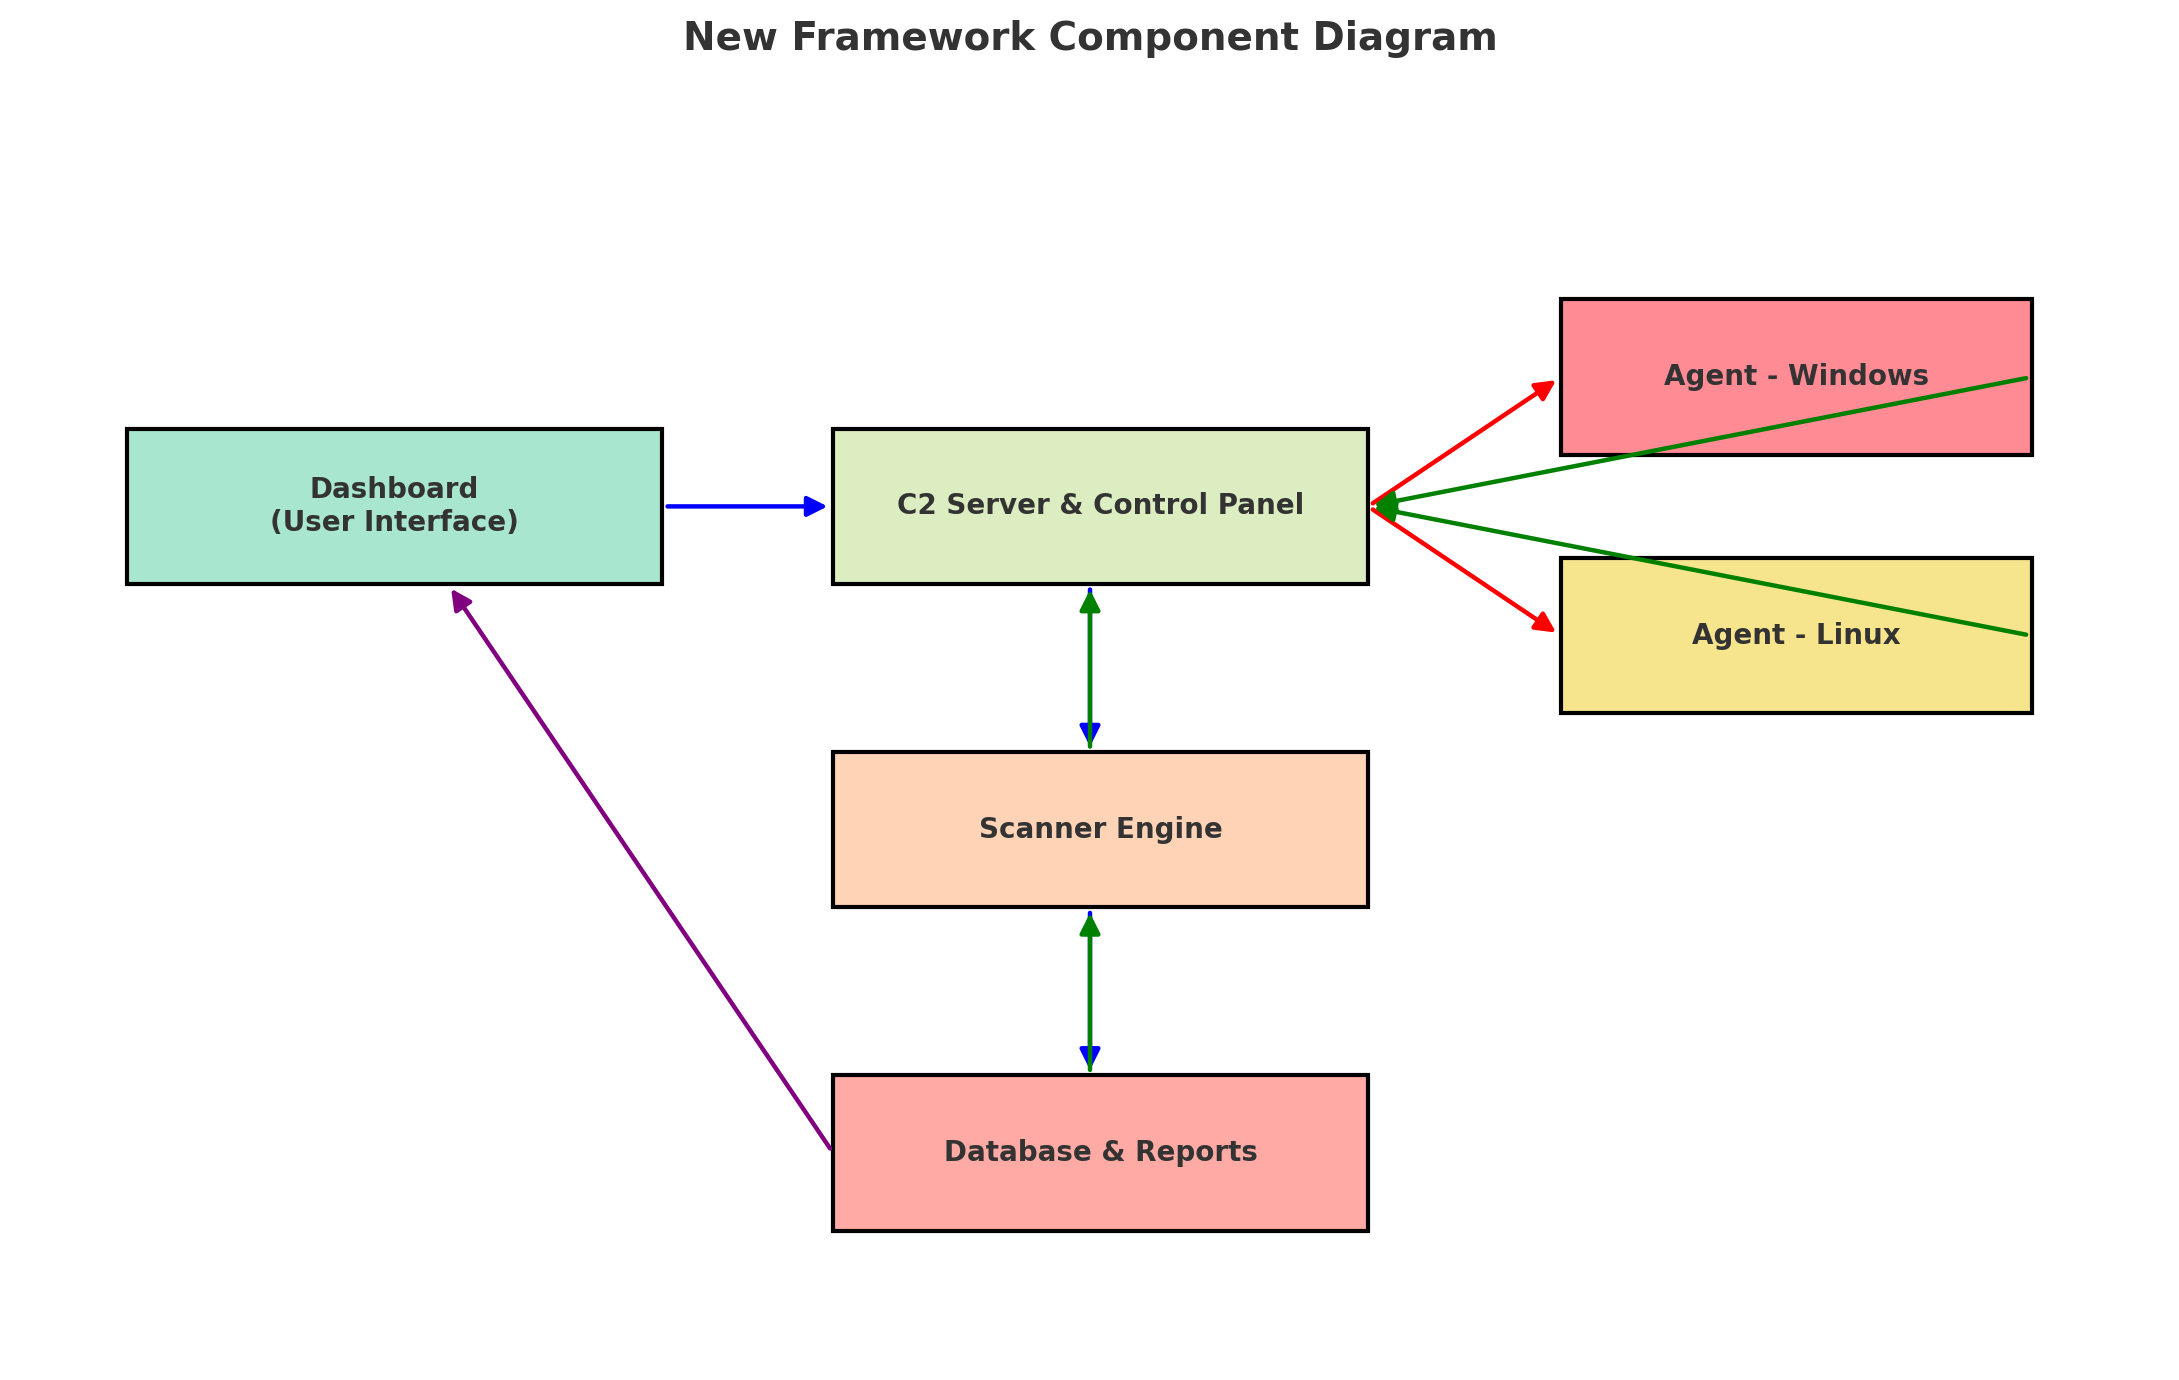 New Framework Component Diagram
Agent - Windows
Dashboard
(User Interface)
C2 Server & Control Panel
Agent - Linux
Scanner Engine
Database & Reports